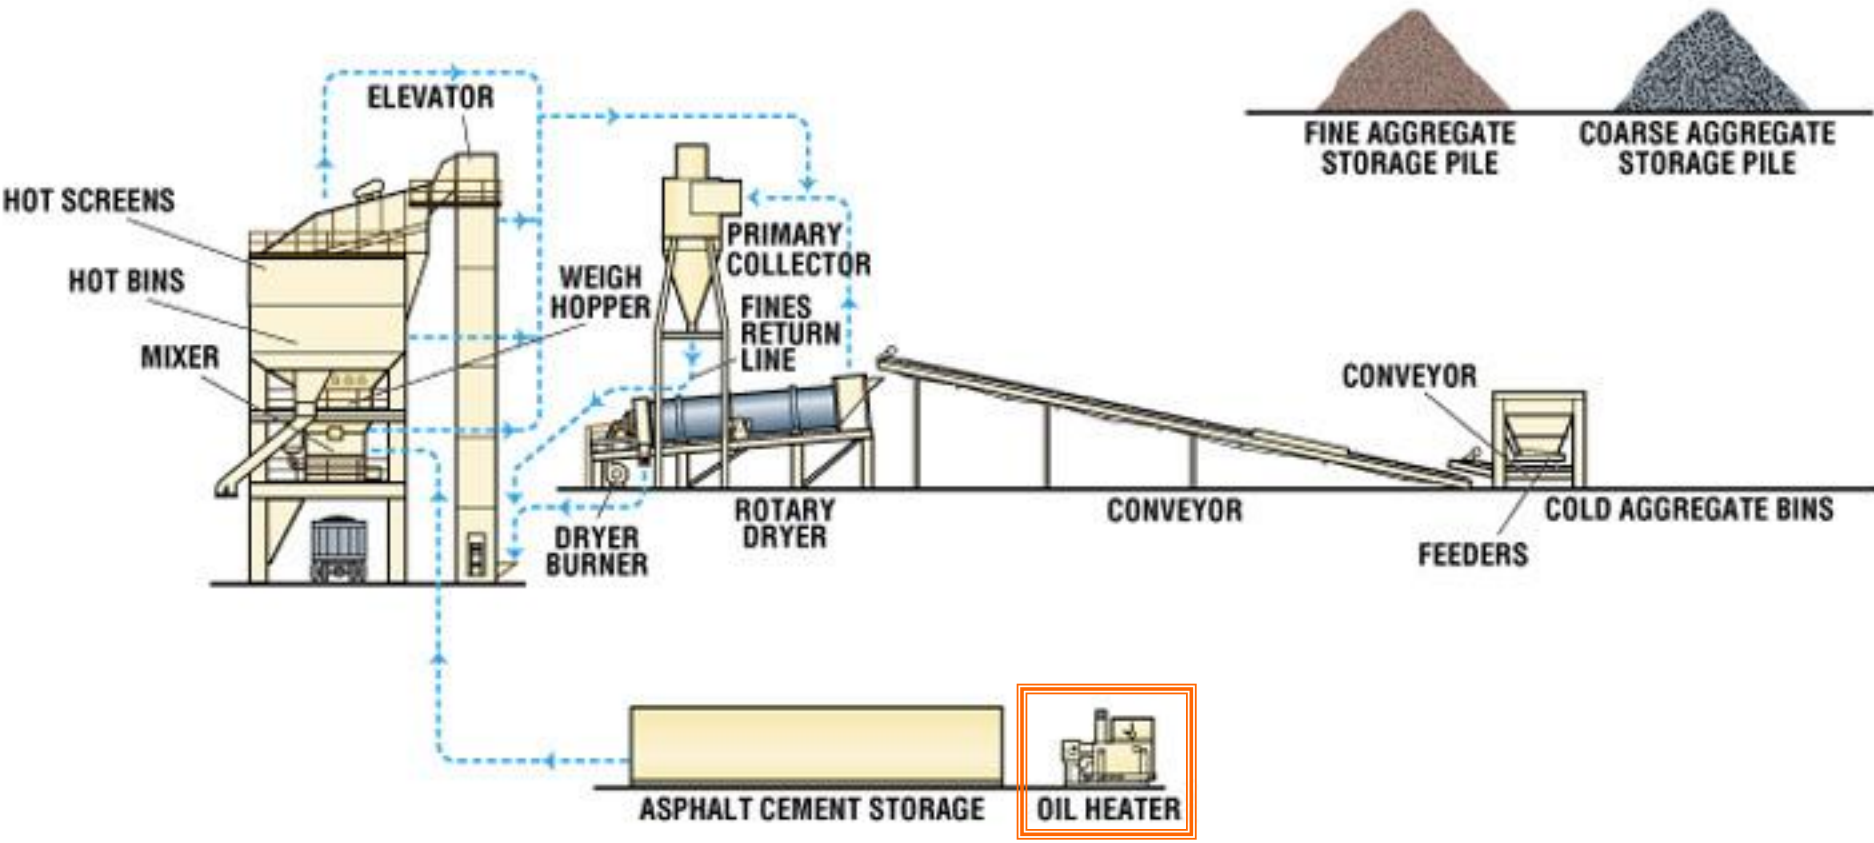 ELEVATOR
FINE AGGREGATE
STORAGE PILE
COARSE AGGREGATE
STORAGE PILE
HOT SCREENS
HOT BINS
MIXER
WEIGH
HOPPER
PRIMARY
COLLECTOR
FINES
RETURN
LINE
CONVEYOR
DRYER
BURNER
ROTARY
DRYER
CONVEYOR
COLD AGGREGATE BINS
FEEDERS
ASPHALT CEMENT STORAGE
OIL HEATER